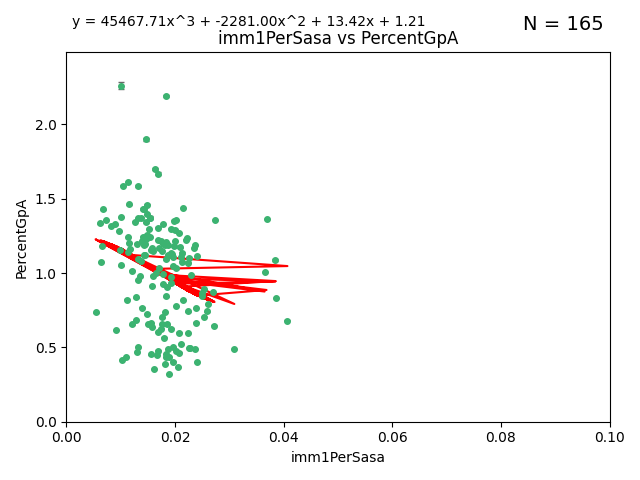 y = 45467.71x^3 + -2281.00x^2 + 13.42x + 1.21
N = 165
imm1PerSasa vs PercentGpA
PercentGpA
2.0
1.5
1.0
0.5
0.0
0.00 0.02 0.04 0.06 0.08 0.10
imm1PerSasa